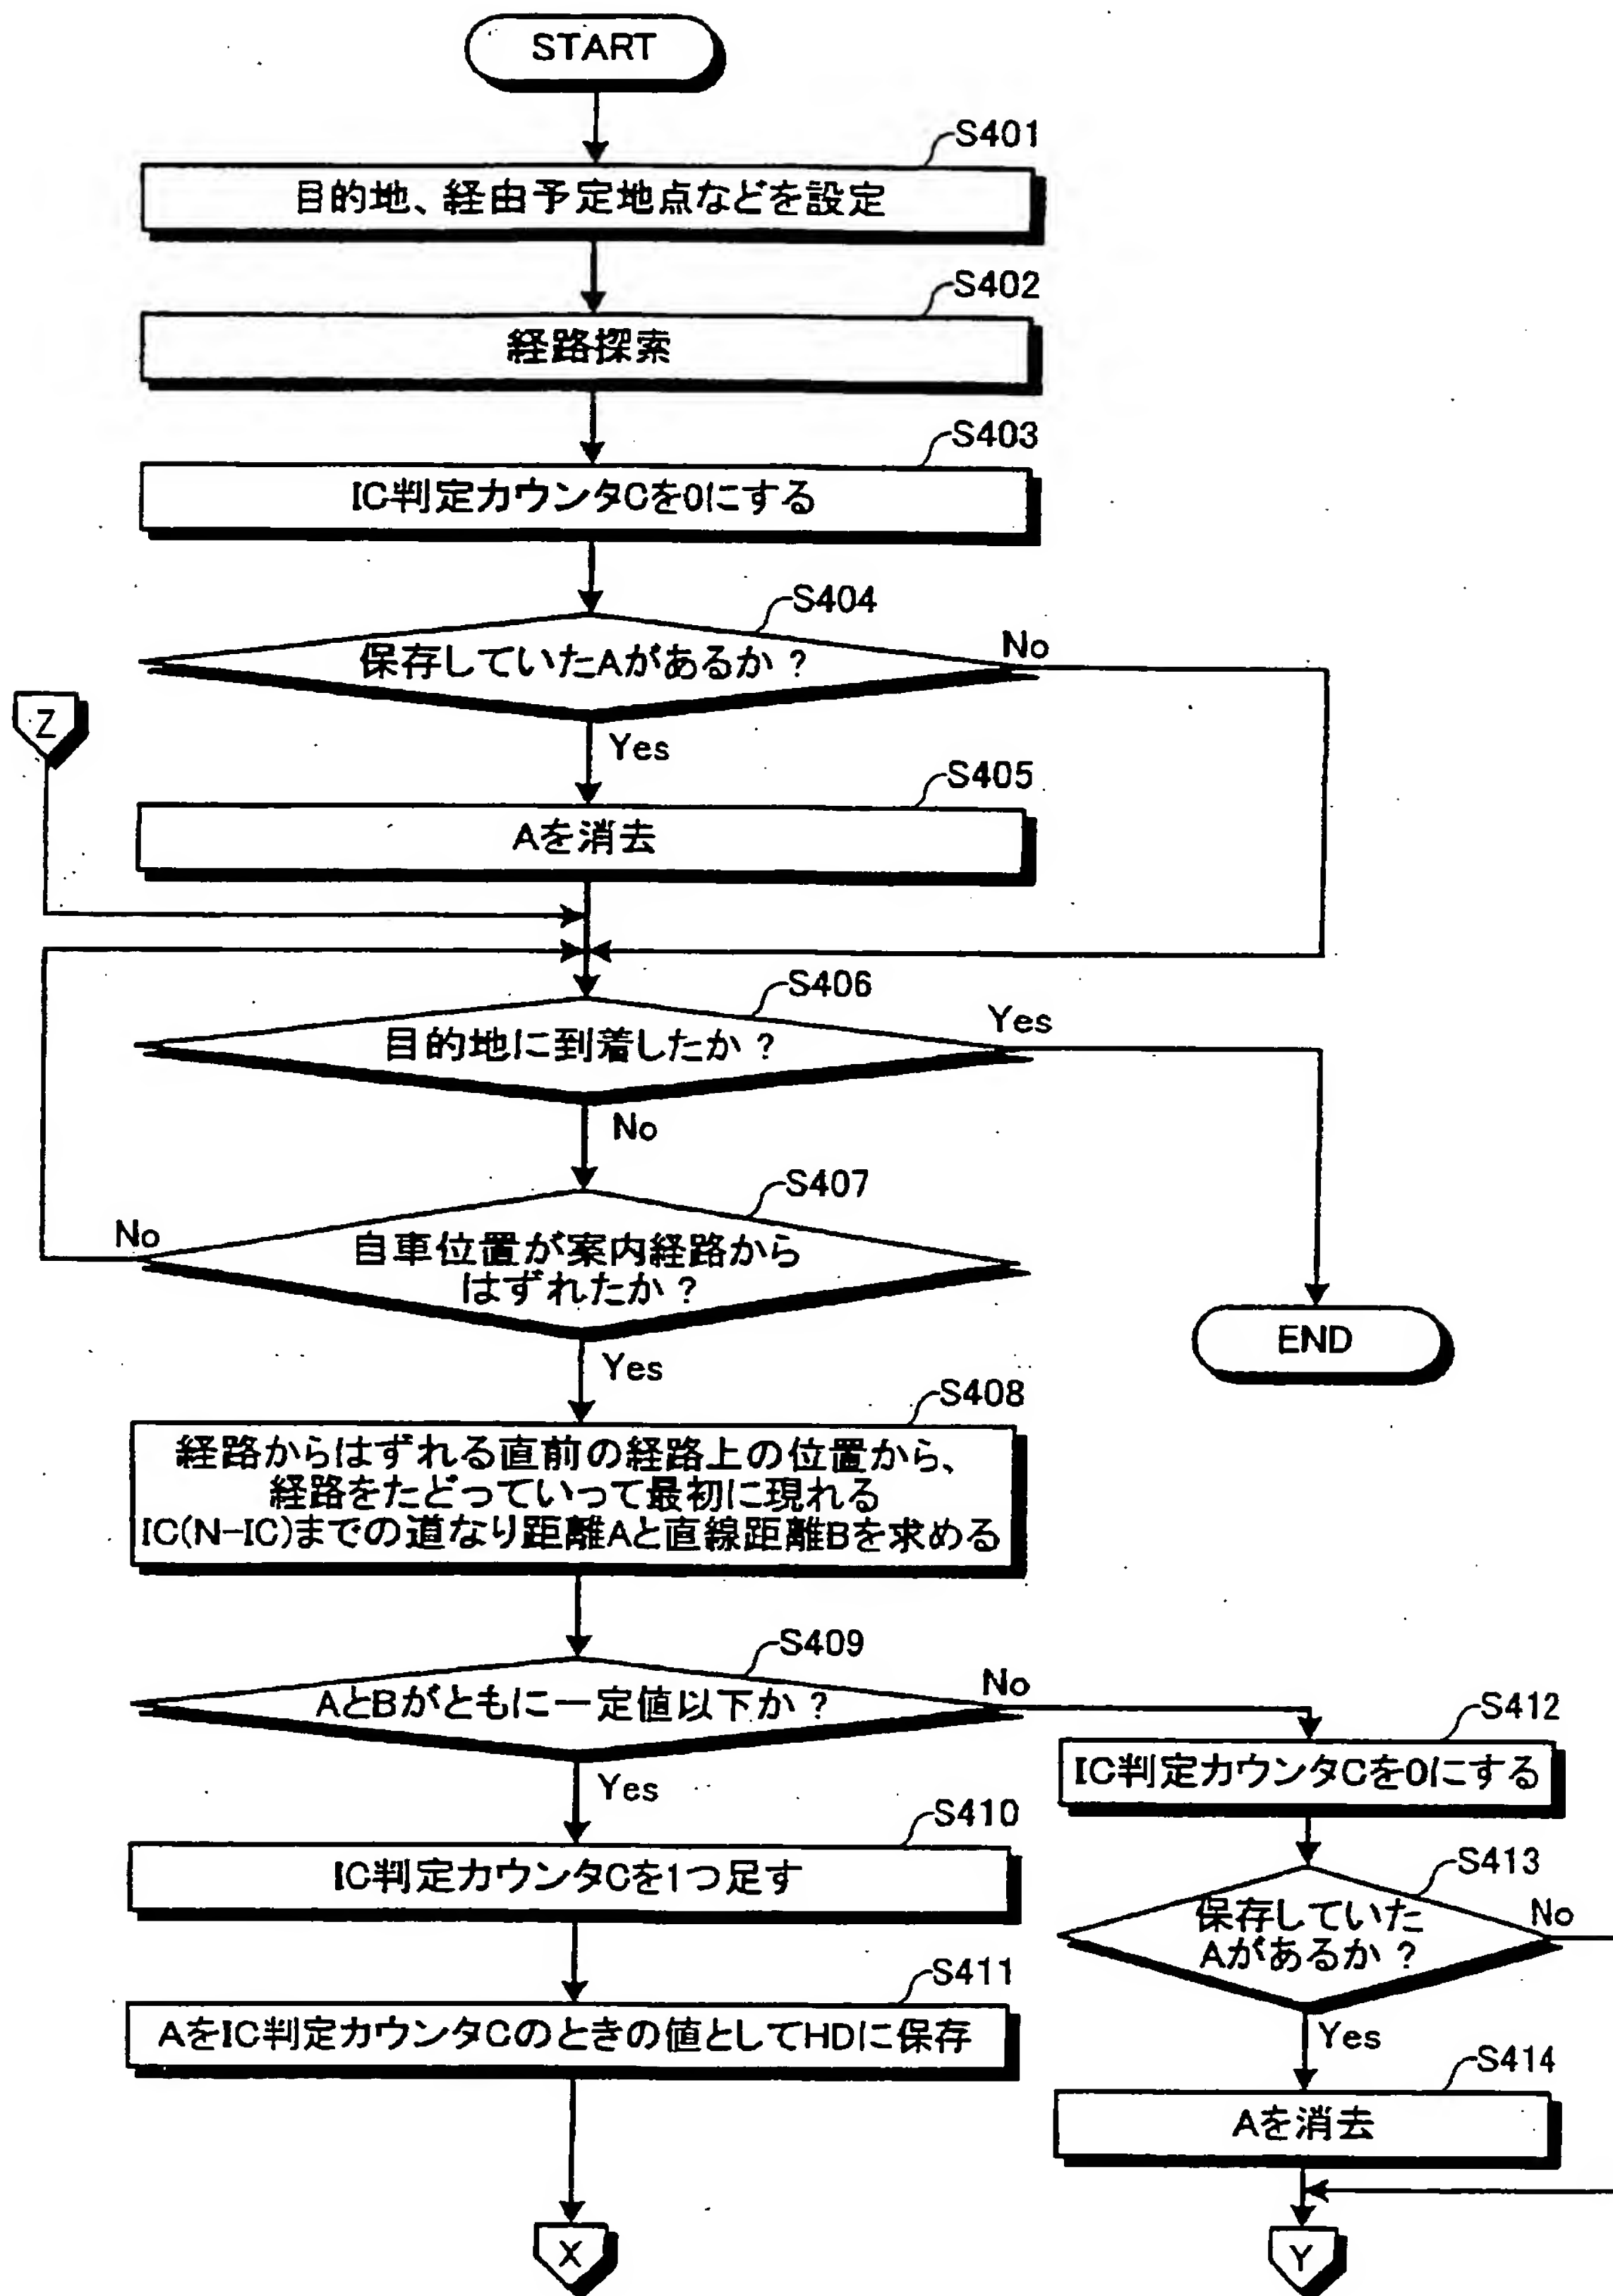 START
S401
目的地、経由予定地点などを設定
S402
経路探索
S403
IC判定カウンタCを0にする
S404
保存していたAがあるか？
No
Z
Yes
S405
Aを消去
S406
目的地に到着したか？
Yes
No
S407
No
自車位置が案内経路から
はずれたか？
END
Yes
S408
経路からはずれる直前の経路上の位置から、
経路をたどっていって最初に現れる
IC(N-IC)までの道なり距離Aと直線距離Bを求める
S409
AとBがともに一定値以下か？
No
S412
IC判定カウンタCを0にする
Yes
S410
IC判定カウンタCを1つ足す
S413
保存していた
Aがあるか？
No
S411
AをIC判定カウンタCのときの値としてHDに保存
Yes
S414
Aを消去
X
Y